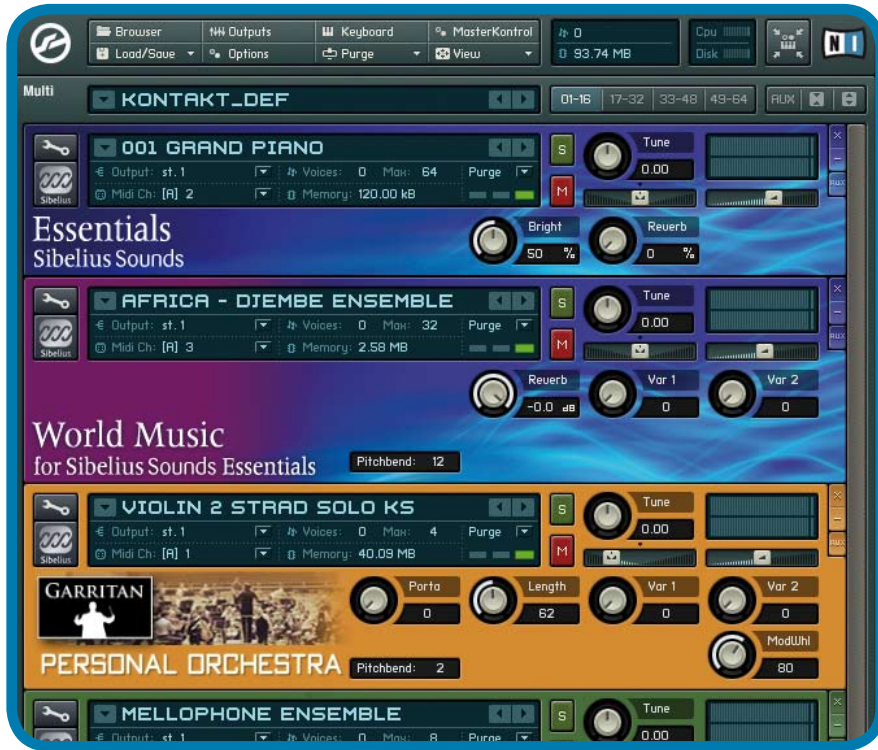 Browser Outputs Keyboard MasterKontrol 0 Cpu
Load/Save Options Purge View 93.74 MB Disk
NI
Multi
KONTAKT_DEF 01-16 17-32 33-48 49-64 AUX
001 GRAND PIANO S Tune
Output: st.1 Voices: 0 Max: 64 Purge 0.00
Midi Ch: [A] 2 Memory: 120.00 kB M AUX
Sibelius
Essentials Bright Reverb
Sibelius Sounds 50 % 0 %
AFRICA - DJEMBE ENSEMBLE S Tune
Output: st.1 Voices: 0 Max: 32 Purge 0.00
Midi Ch: [A] 3 Memory: 2.58 MB M AUX
Sibelius
Reverb Var 1 Var 2
-0.0 dB 0 0
World Music
for Sibelius Sounds Essentials Pitchbend: 12
VIOLIN 2 STRAD SOLO KS S Tune
Output: st.1 Voices: 0 Max: 4 Purge 0.00
Midi Ch: [A] 1 Memory: 40.09 MB M AUX
Sibelius
GARRITAN Porta Length Var 1 Var 2
0 62 0 0
ModWhl
PERSONAL ORCHESTRA Pitchbend: 2 80
MELLOPHONE ENSEMBLE S Tune
Output: st.1 Voices: 0 Max: 8 Purge 0.00